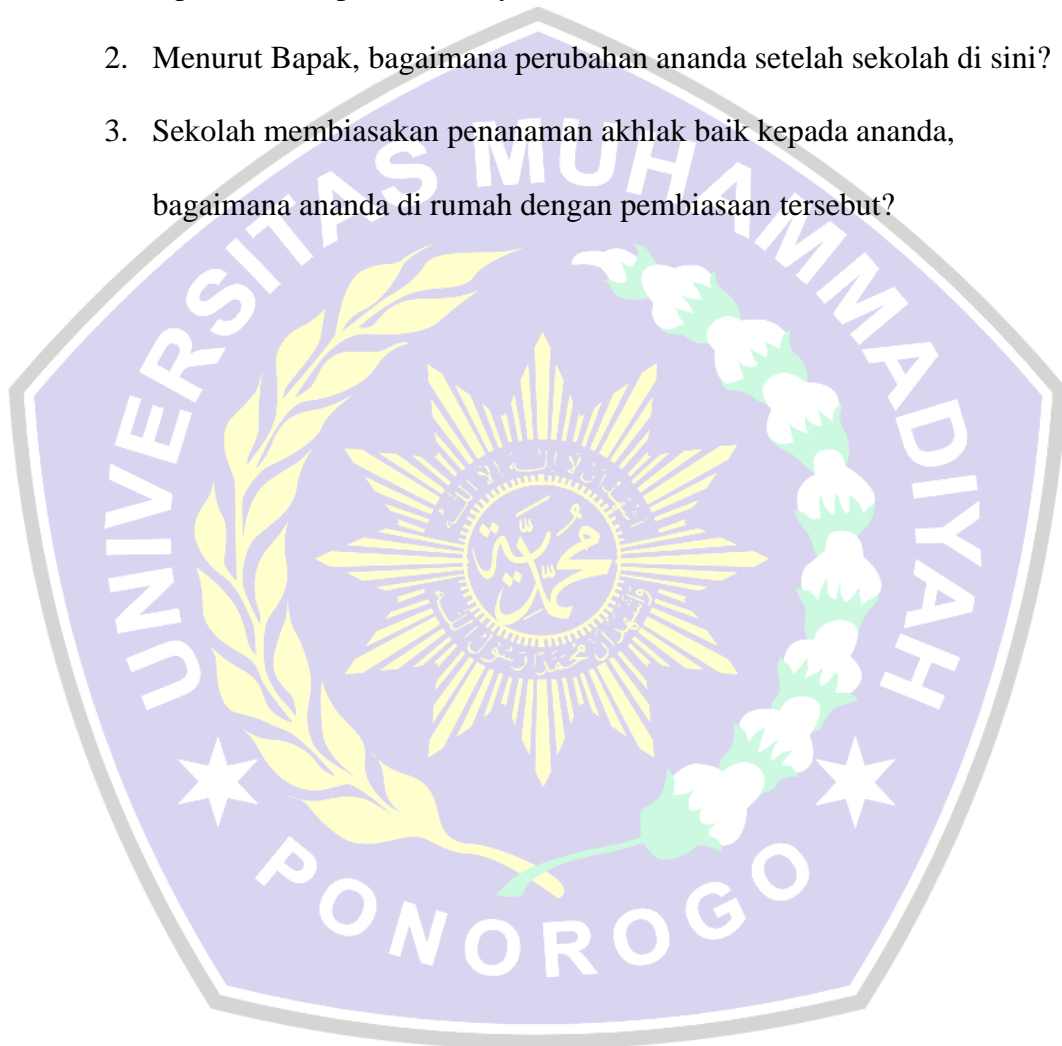 2. Menurut Bapak, bagaimana perubahan ananda setelah sekolah di sini?
3. Sekolah membiasakan penanaman akhlak baik kepada ananda,
bagaimana ananda di rumah dengan pembiasaan tersebut?
UNIVERSITAS MUHAMMADIYAH
PONOROGO
محمدية